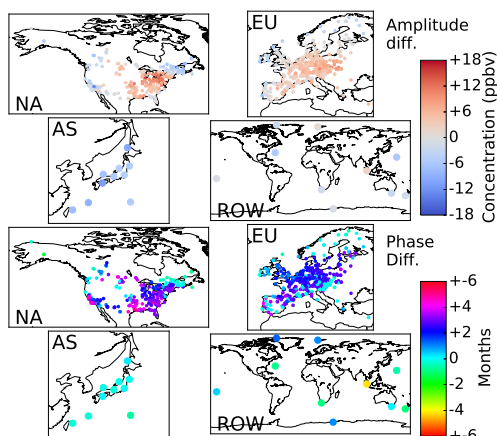 NA
EU
Amplitude
diff.
+18
+12
+6
0
-6
-12
-18
Concentration (ppbv)
AS
ROW
NA
EU
Phase
Diff.
+-6
+4
+2
0
-2
-4
+-6
Months
AS
ROW